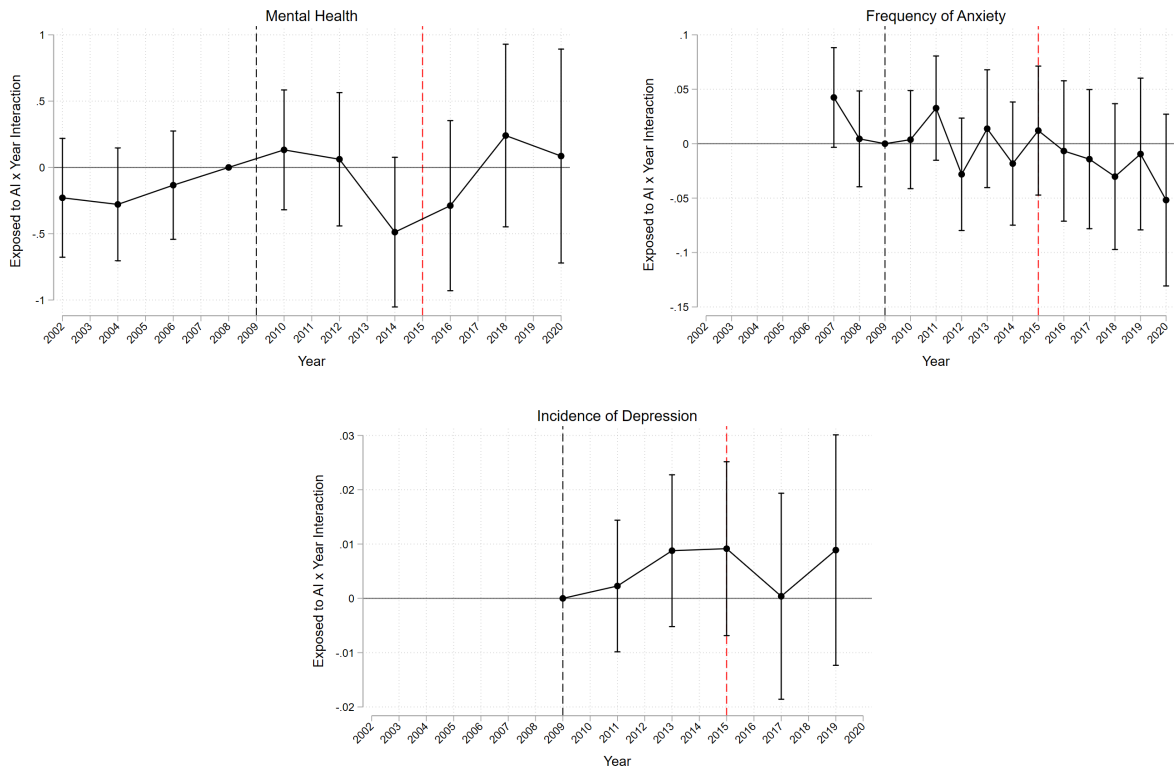 Mental Health
Exposed to AI x Year Interaction
1
.5
0
-.5
-1
2002 2003 2004 2005 2006 2007 2008 2009 2010 2011 2012 2013 2014 2015 2016 2017 2018 2019 2020
Year
Frequency of Anxiety
Exposed to AI x Year Interaction
.1
.05
0
-.05
-.1
-.15
2002 2003 2004 2005 2006 2007 2008 2009 2010 2011 2012 2013 2014 2015 2016 2017 2018 2019 2020
Year
Incidence of Depression
Exposed to AI x Year Interaction
.03
.02
.01
0
-.01
-.02
2002 2003 2004 2005 2006 2007 2008 2009 2010 2011 2012 2013 2014 2015 2016 2017 2018 2019 2020
Year